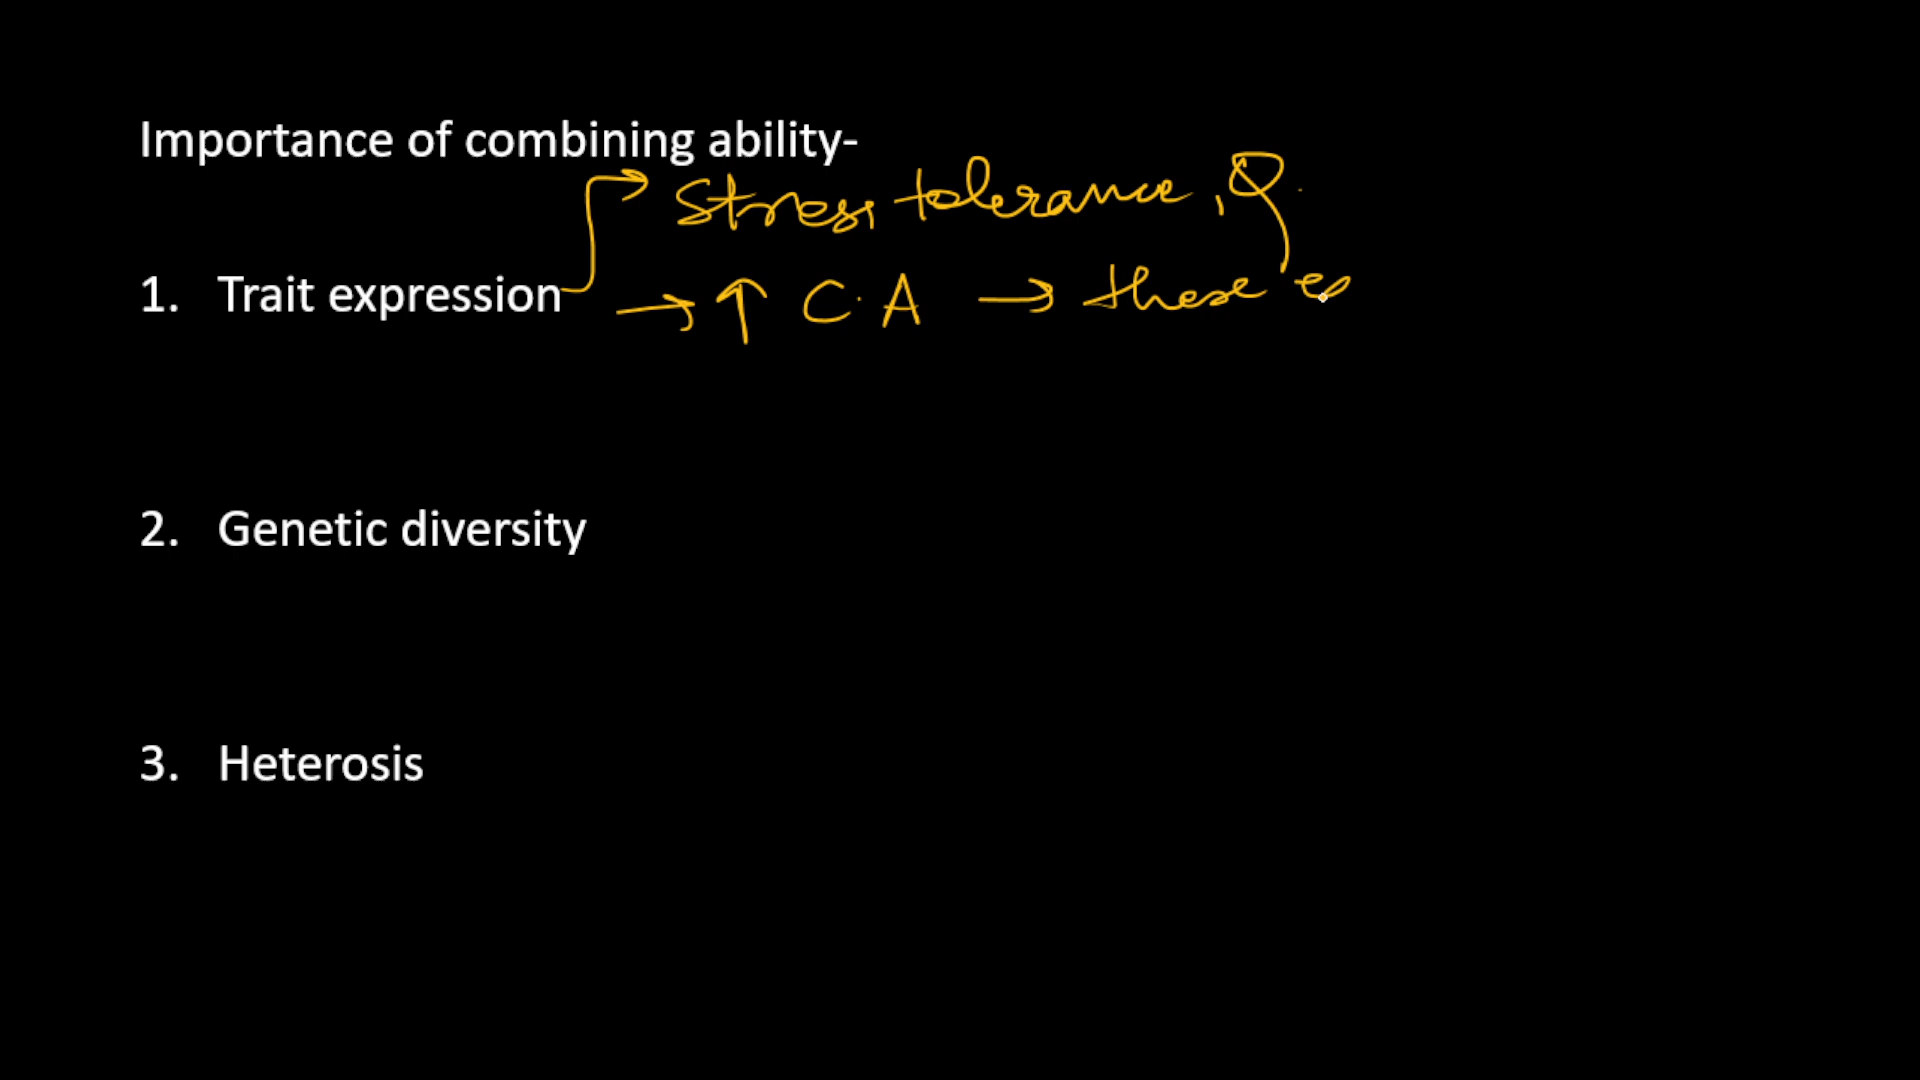 Importance of combining ability-
Stress tolerance, Q.
1. Trait expression → ↑ C.A → these
2. Genetic diversity
3. Heterosis